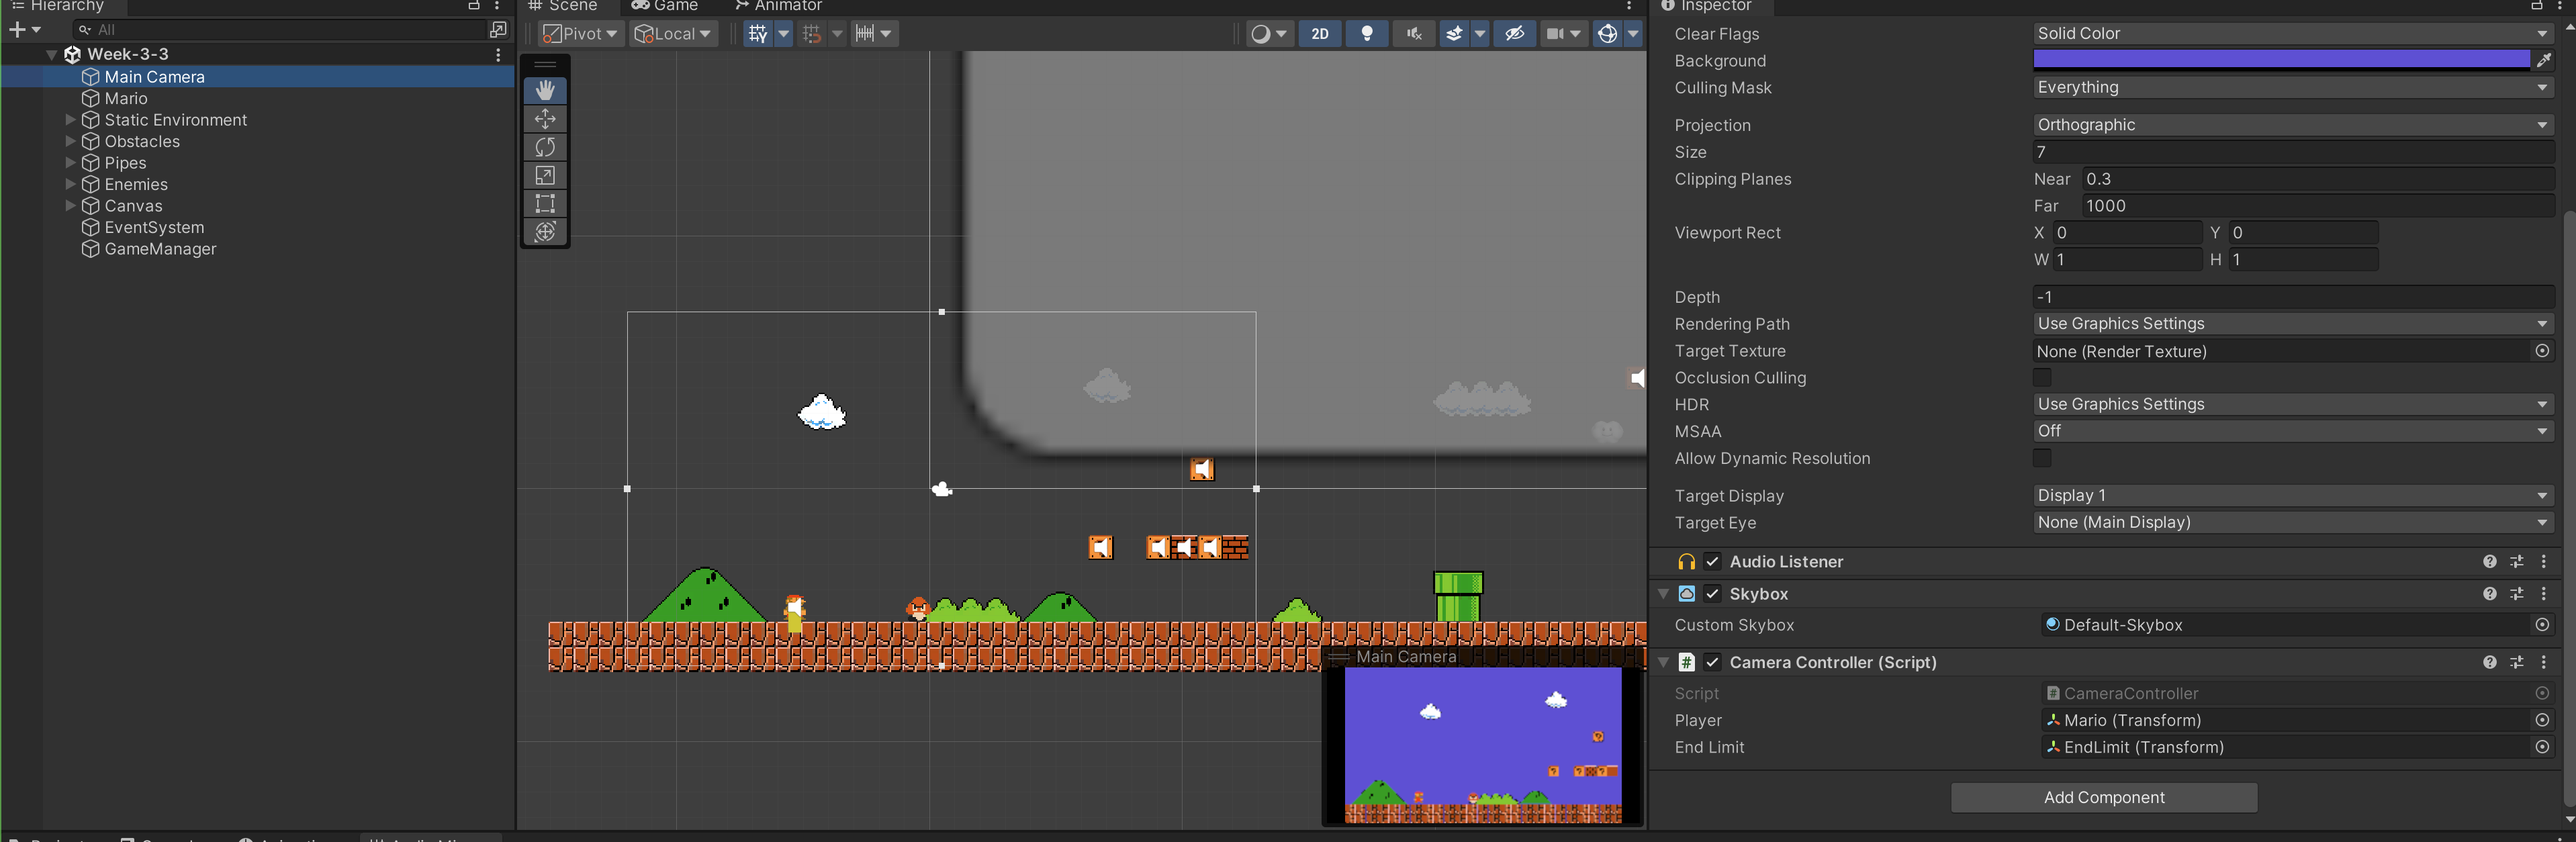 Hierarchy
All
Week-3-3
Main Camera
Mario
Static Environment
Obstacles
Pipes
Enemies
Canvas
EventSystem
GameManager
Scene
Game
Animator
Pivot
Local
2D
Main Camera
Inspector
Clear Flags
Solid Color
Background
Culling Mask
Everything
Projection
Orthographic
Size
7
Clipping Planes
Near 0.3
Far 1000
Viewport Rect
X 0 Y 0
W 1 H 1
Depth
-1
Rendering Path
Use Graphics Settings
Target Texture
None (Render Texture)
Occlusion Culling
HDR
Use Graphics Settings
MSAA
Off
Allow Dynamic Resolution
Target Display
Display 1
Target Eye
None (Main Display)
Audio Listener
Skybox
Custom Skybox
Default-Skybox
Camera Controller (Script)
Script
CameraController
Player
Mario (Transform)
End Limit
EndLimit (Transform)
Add Component